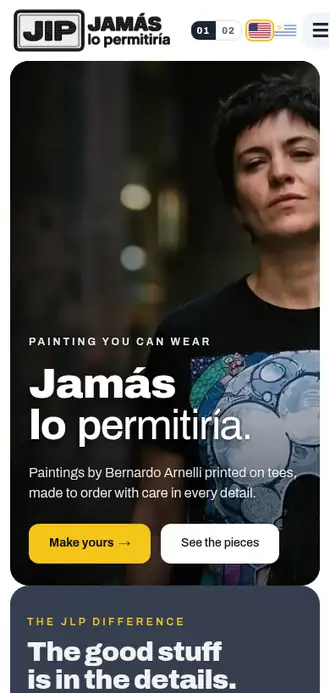 JLP JAMÁS
lo permitiría
01 02
PAINTING YOU CAN WEAR
Jamás
lo permitiría.
Paintings by Bernardo Arnelli printed on tees,
made to order with care in every detail.
Make yours → See the pieces
THE JLP DIFFERENCE
The good stuff
is in the details.